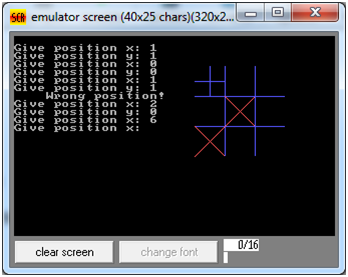 emulator screen (40x25 chars)(320x2...
Give position x: 1
Give position y: 1
Give position x: 0
Give position y: 0
Give position x: 1
Give position y: 1
Wrong position!
Give position x: 2
Give position y: 0
Give position x: 6
Give position x:
clear screen
change font
0/16